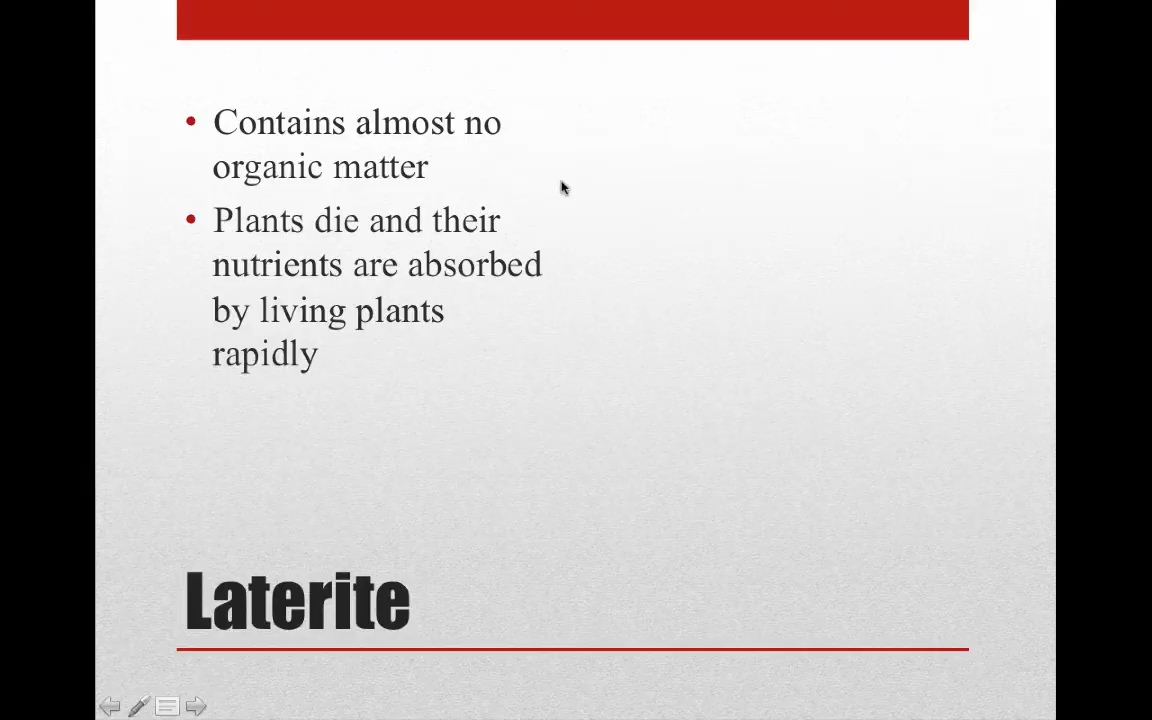 • Contains almost no
organic matter
• Plants die and their
nutrients are absorbed
by living plants
rapidly
Laterite